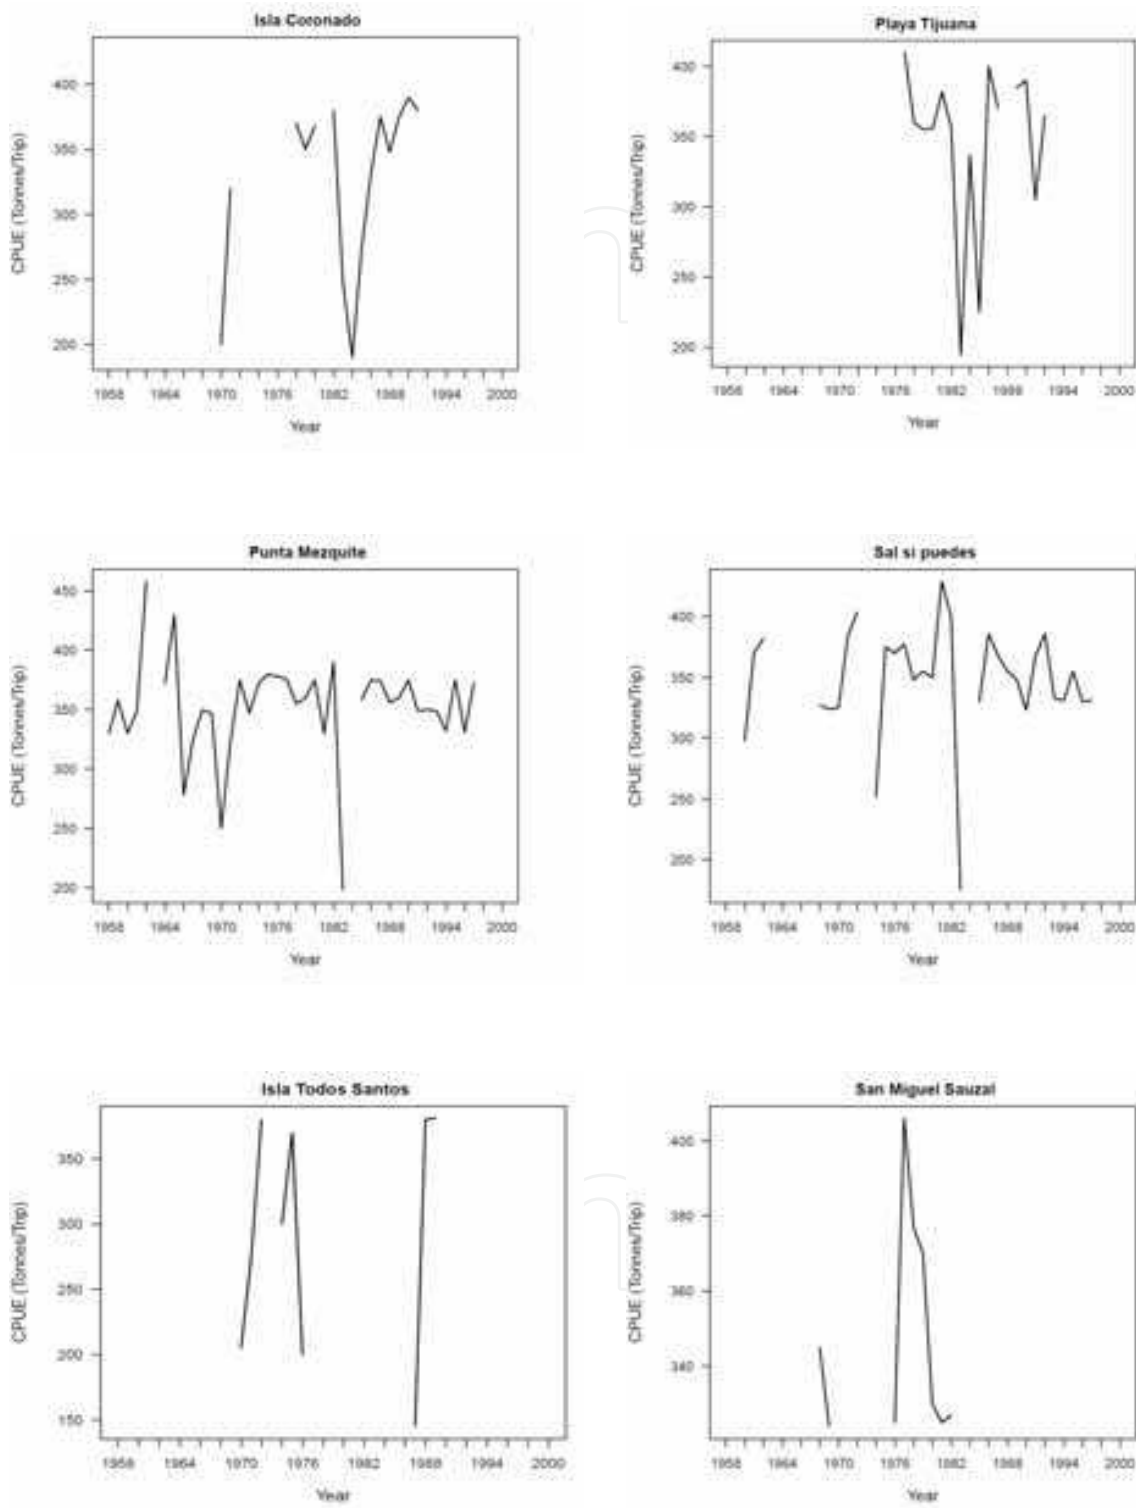 Isla Coronado
CPUE (Tonnes/Trip)
400
350
300
250
200
1958 1964 1970 1976 1982 1988 1994 2000
Year
Playa Tijuana
CPUE (Tonnes/Trip)
400
350
300
250
200
1958 1964 1970 1976 1982 1988 1994 2000
Year
Punta Mezquite
CPUE (Tonnes/Trip)
450
400
350
300
250
200
1958 1964 1970 1976 1982 1988 1994 2000
Year
Sal si puedes
CPUE (Tonnes/Trip)
400
350
300
250
200
1958 1964 1970 1976 1982 1988 1994 2000
Year
Isla Todos Santos
CPUE (Tonnes/Trip)
350
300
250
200
150
1958 1964 1970 1976 1982 1988 1994 2000
Year
San Miguel Sauzal
CPUE (Tonnes/Trip)
400
380
360
340
1958 1964 1970 1976 1982 1988 1994 2000
Year